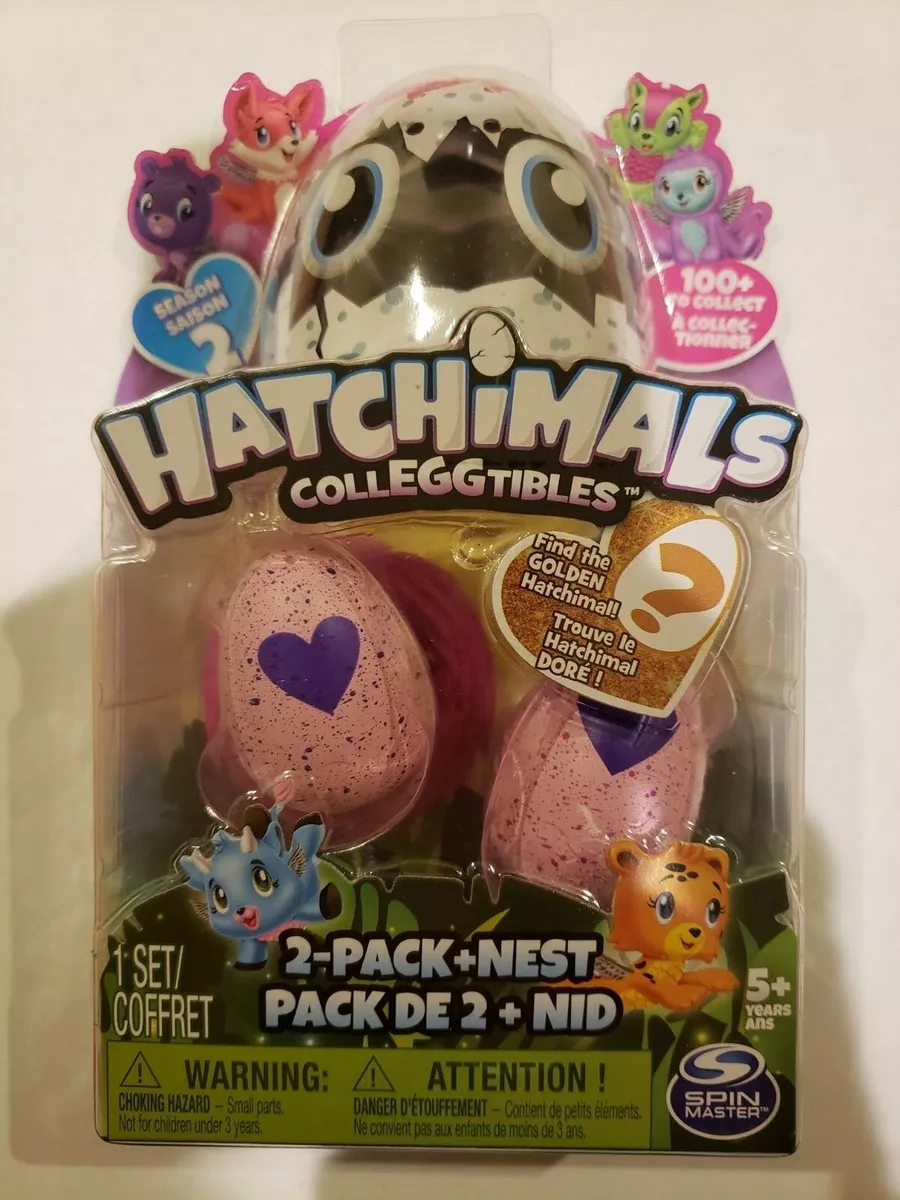 SEASON
SAISON
2
100+
TO COLLECT
À COLLEC-
TIONNER
HATCHiMALS
COLLEGGTIBLES™
Find the
GOLDEN
Hatchimal!
Trouve le
Hatchimal
DORÉ !
?
1 SET/
COFFRET
2-PACK+NEST
PACK DE 2 + NID
5+
YEARS
ANS
WARNING:
CHOKING HAZARD – Small parts.
Not for children under 3 years.
ATTENTION !
DANGER D'ÉTOUFFEMENT – Contient de petits éléments.
Ne convient pas aux enfants de moins de 3 ans.
SPIN
MASTER™